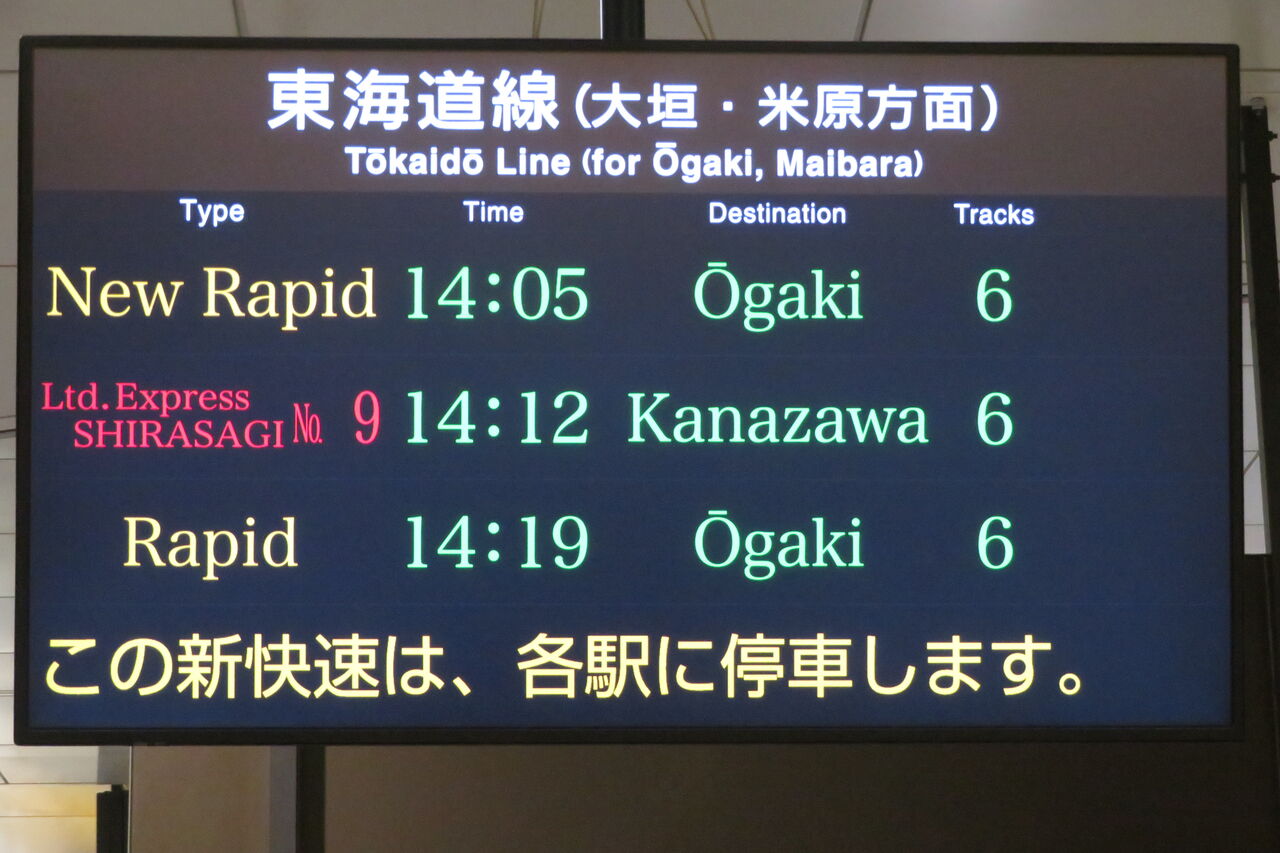 東海道線(大垣・米原方面)
Tōkaidō Line (for Ōgaki, Maibara)
Type Time Destination Tracks
New Rapid 14:05 Ōgaki 6
Ltd. Express SHIRASAGI No. 9 14:12 Kanazawa 6
Rapid 14:19 Ōgaki 6
この新快速は、各駅に停車します。